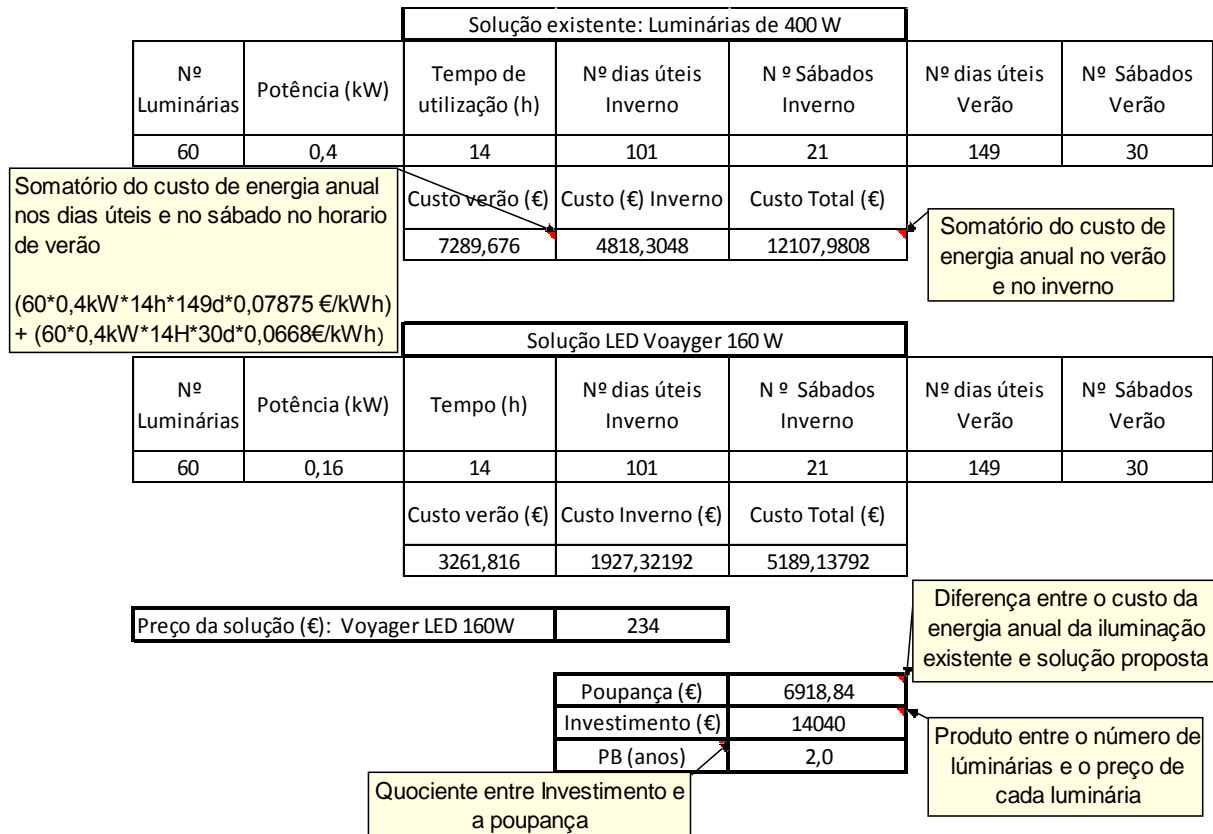 Solução existente: Luminárias de 400 W
Nº Luminárias
Potência (kW)
Tempo de utilização (h)
Nº dias úteis Inverno
N º Sábados Inverno
Nº dias úteis Verão
Nº Sábados Verão
60 0,4 14 101 21 149 30
Somatório do custo de energia anual
nos dias úteis e no sábado no horario
de verão
(60*0,4kW*14h*149d*0,07875 €/kWh)
+ (60*0,4kW*14H*30d*0,0668€/kWh)
Custo verão (€) Custo (€) Inverno Custo Total (€)
7289,676 4818,3048 12107,9808
Somatório do custo de
energia anual no verão
e no inverno
Solução LED Voayger 160 W
Nº Luminárias
Potência (kW)
Tempo (h)
Nº dias úteis Inverno
N º Sábados Inverno
Nº dias úteis Verão
Nº Sábados Verão
60 0,16 14 101 21 149 30
Custo verão (€) Custo Inverno (€) Custo Total (€)
3261,816 1927,32192 5189,13792
Preço da solução (€): Voyager LED 160W 234
Diferença entre o custo da
energia anual da iluminação
existente e solução proposta
Poupança (€) 6918,84
Investimento (€) 14040
PB (anos) 2,0
Produto entre o número de
lúminárias e o preço de
cada luminária
Quociente entre Investimento e
a poupança